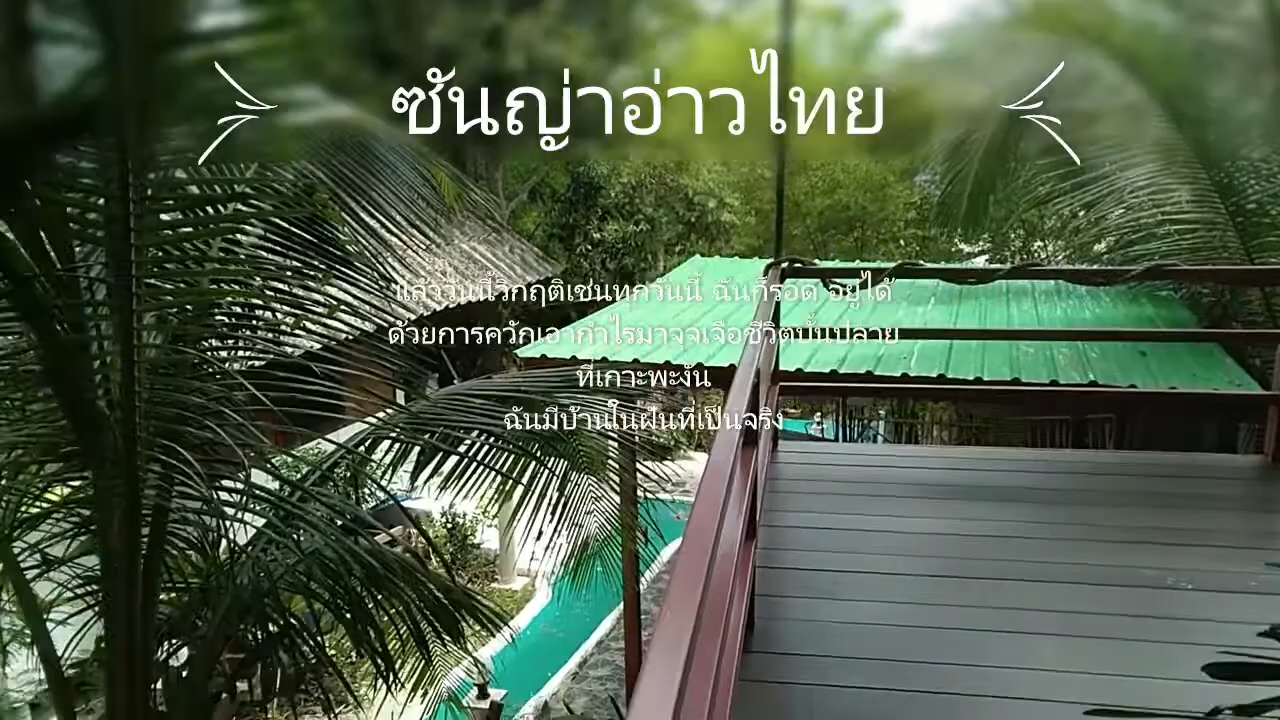 ซันญ่าอ่าวไทย
แล้ววันนี้วิกฤติเช่นทุกวันนี้ ฉันก็รอด อยู่ได้
ด้วยการควักเอากำไรมาจุจเจือชีวิตบั้นปลาย
ที่เกาะพะงัน
ฉันมีบ้านในฝันที่เป็นจริง